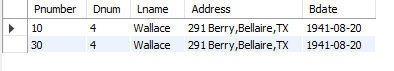 Pnumber Dnum Lname Address Bdate
10 4 Wallace 291 Berry,Bellaire,TX 1941-08-20
30 4 Wallace 291 Berry,Bellaire,TX 1941-08-20